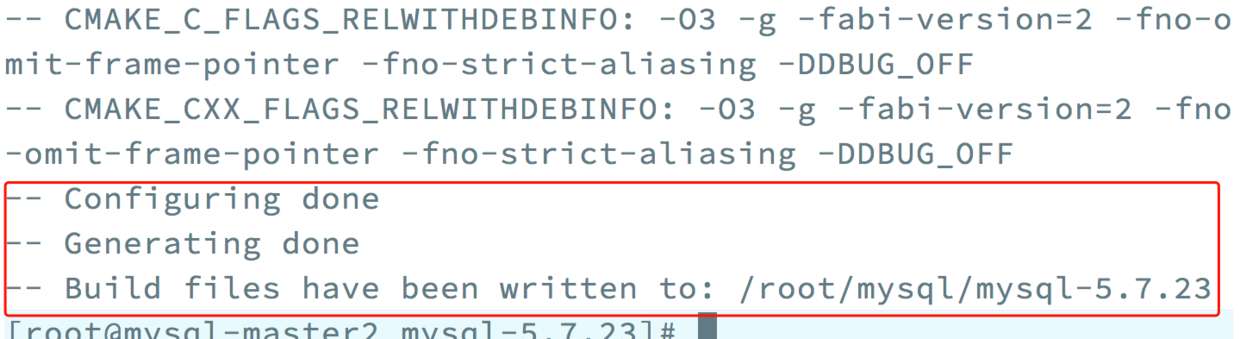 -- CMAKE_C_FLAGS_RELWITHDEBINFO: -O3 -g -fabi-version=2 -fno-o
mit-frame-pointer -fno-strict-aliasing -DDBUG_OFF
-- CMAKE_CXX_FLAGS_RELWITHDEBINFO: -O3 -g -fabi-version=2 -fno
-omit-frame-pointer -fno-strict-aliasing -DDBUG_OFF
-- Configuring done
-- Generating done
-- Build files have been written to: /root/mysql/mysql-5.7.23
[root@mysql-master2 mysql-5.7.23]#